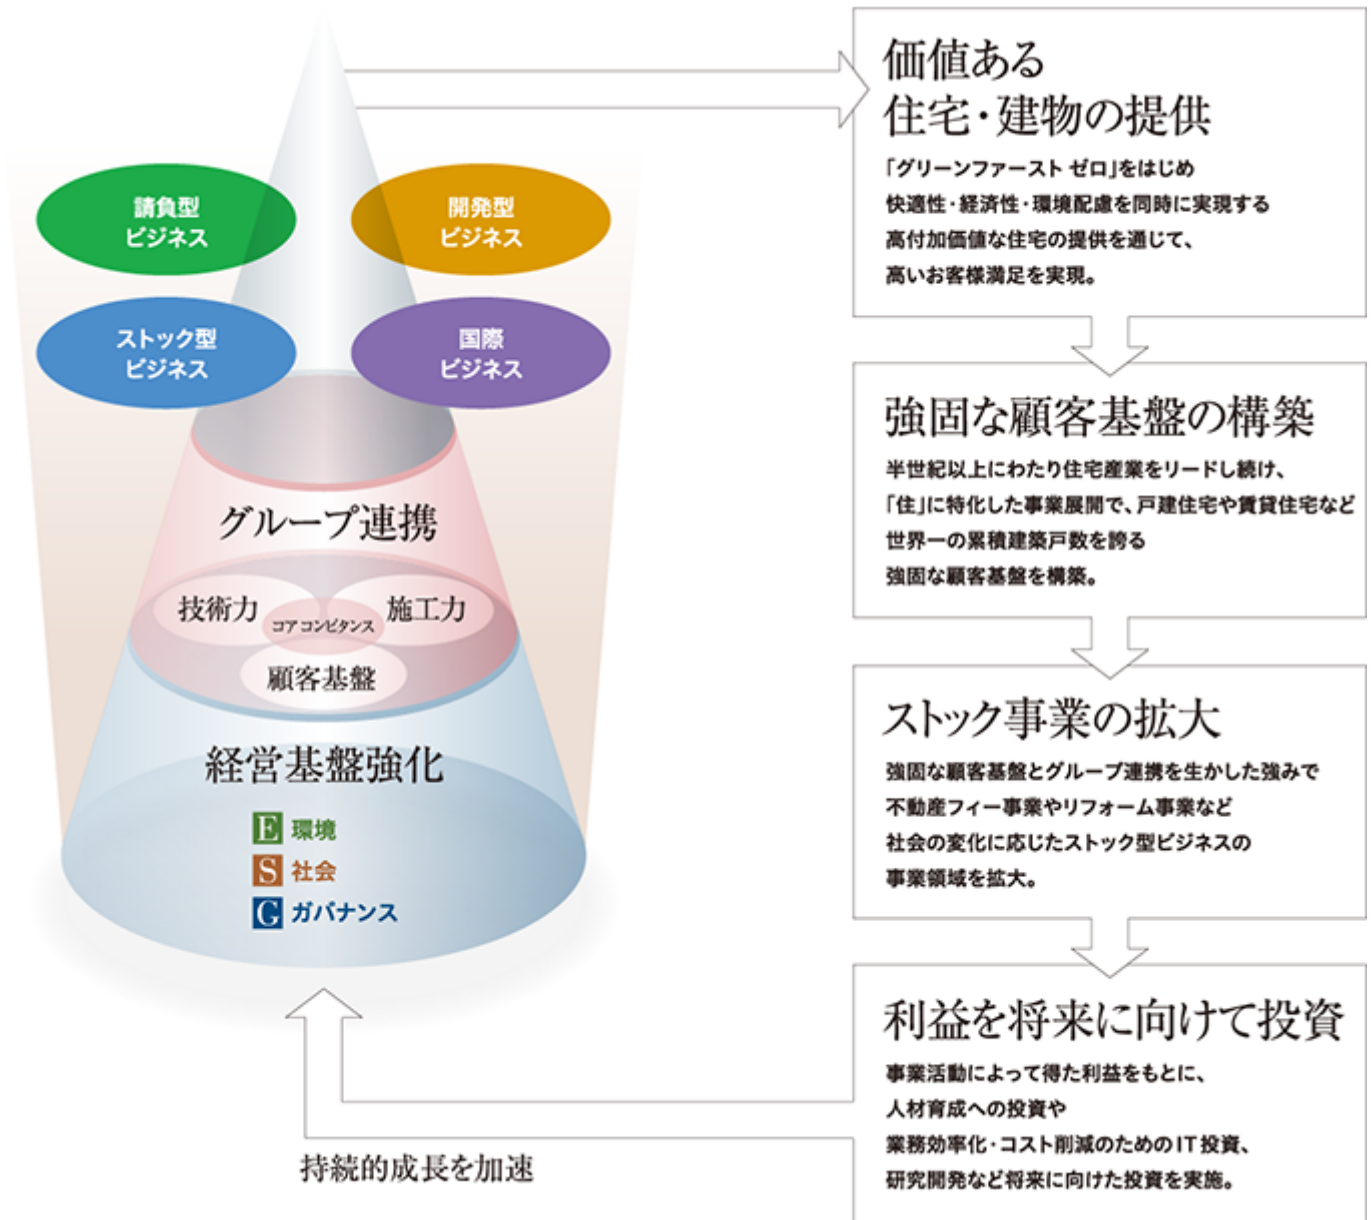 請負型
ビジネス
開発型
ビジネス
ストック型
ビジネス
国際
ビジネス
グループ連携
技術力
コアコンピタンス
施工力
顧客基盤
経営基盤強化
E 環境
S 社会
G ガバナンス
持続的成長を加速
価値ある
住宅・建物の提供
「グリーンファースト ゼロ」をはじめ
快適性・経済性・環境配慮を同時に実現する
高付加価値な住宅の提供を通じて、
高いお客様満足を実現。
強固な顧客基盤の構築
半世紀以上にわたり住宅産業をリードし続け、
「住」に特化した事業展開で、戸建住宅や賃貸住宅など
世界一の累積建築戸数を誇る
強固な顧客基盤を構築。
ストック事業の拡大
強固な顧客基盤とグループ連携を生かした強みで
不動産フィー事業やリフォーム事業など
社会の変化に応じたストック型ビジネスの
事業領域を拡大。
利益を将来に向けて投資
事業活動によって得た利益をもとに、
人材育成への投資や
業務効率化・コスト削減のためのIT投資、
研究開発など将来に向けた投資を実施。